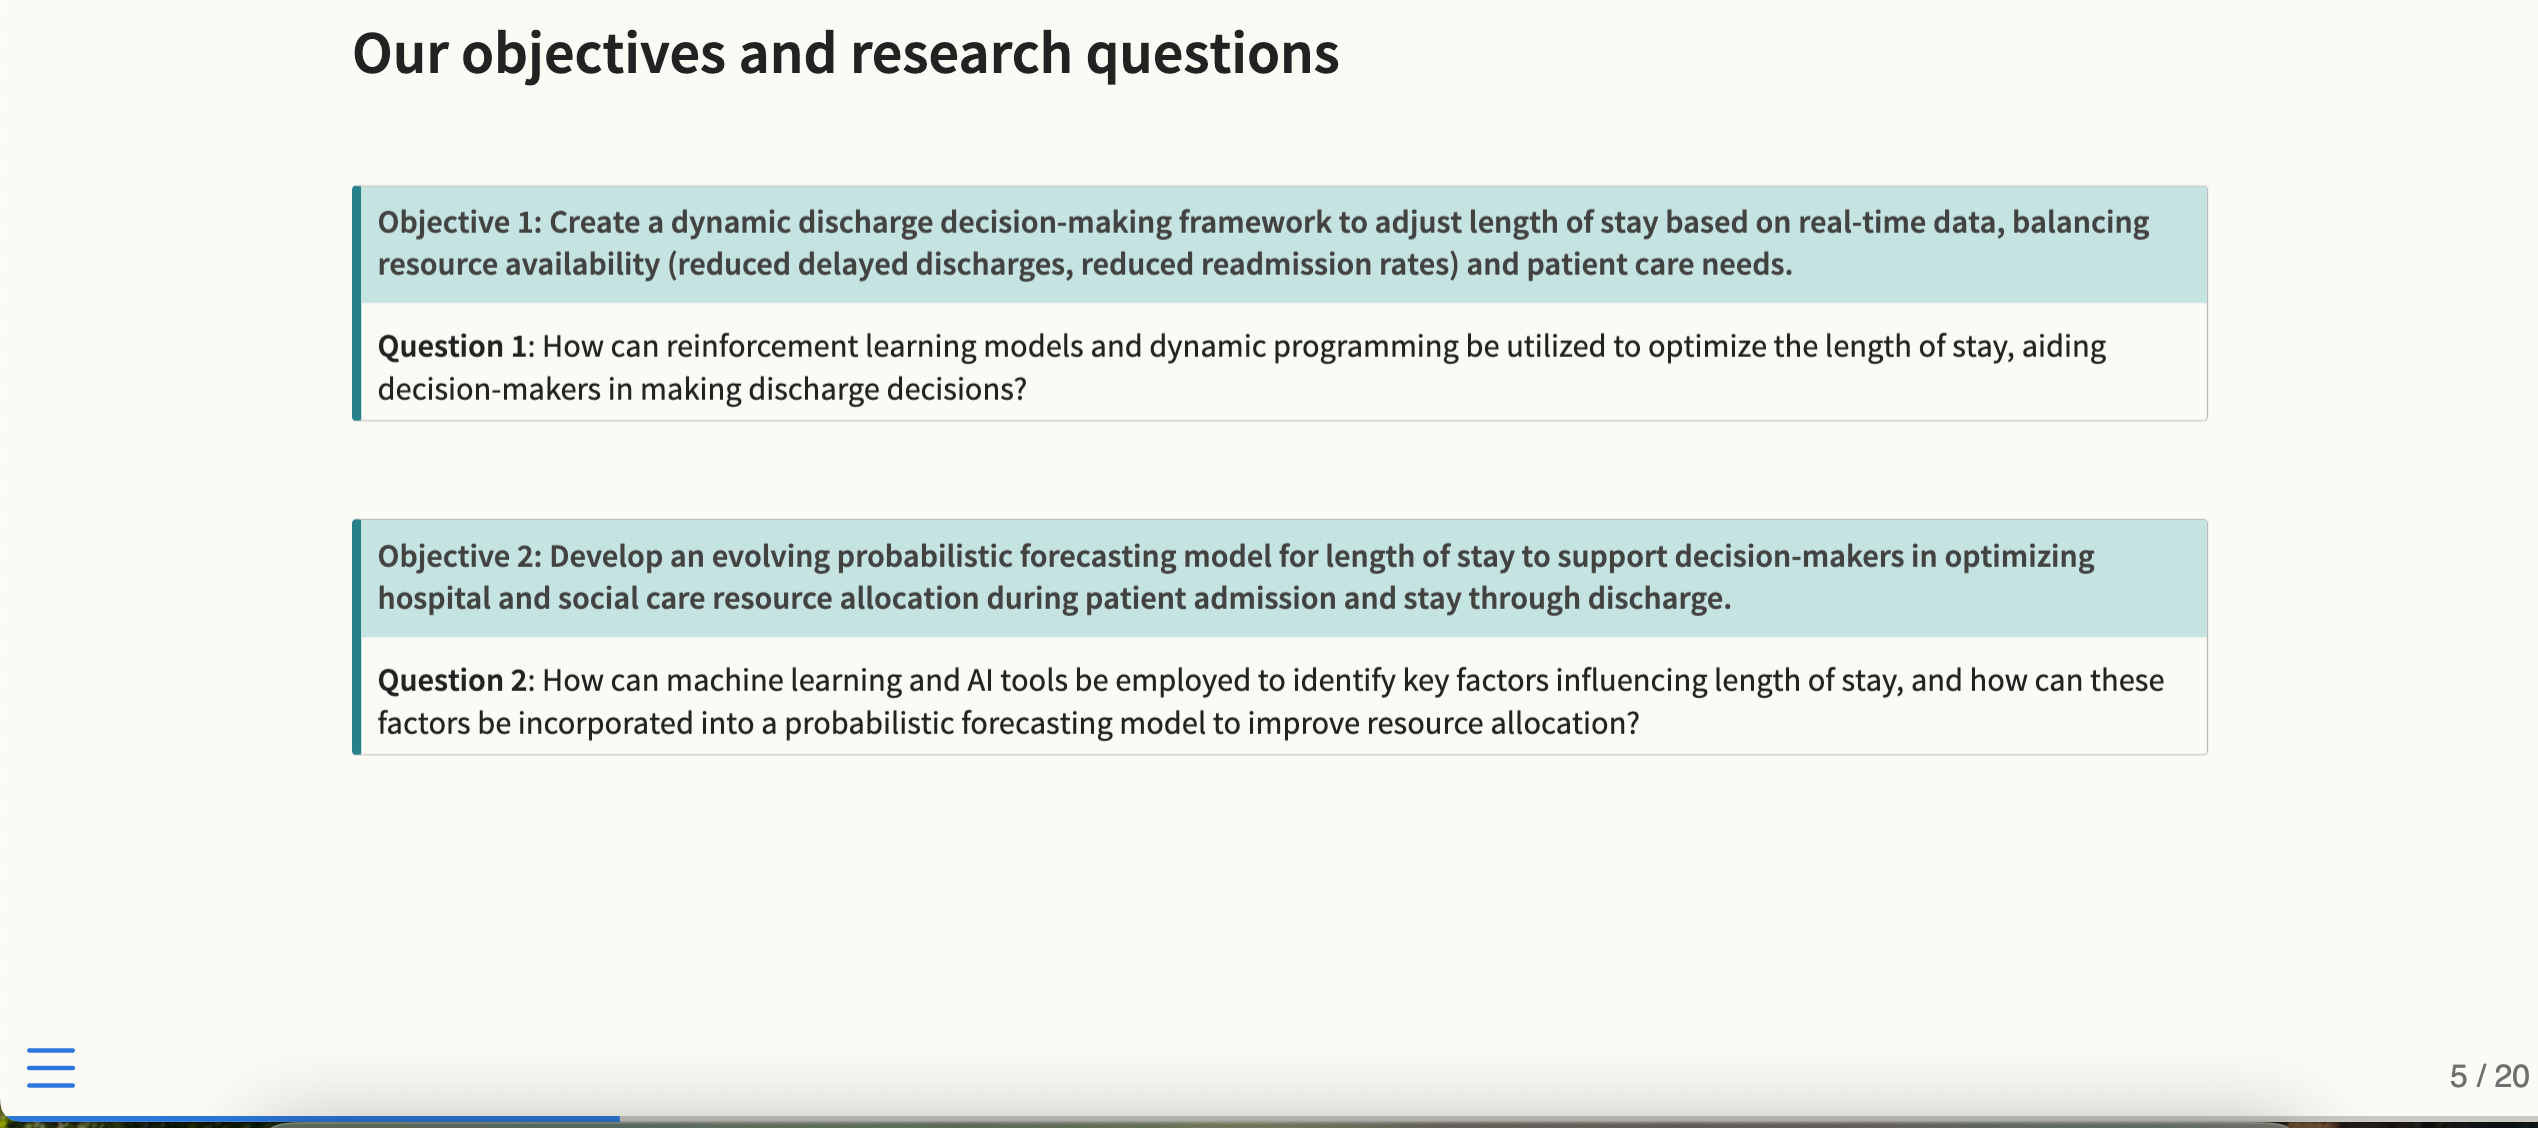 Our objectives and research questions
Objective 1: Create a dynamic discharge decision-making framework to adjust length of stay based on real-time data, balancing
resource availability (reduced delayed discharges, reduced readmission rates) and patient care needs.
Question 1: How can reinforcement learning models and dynamic programming be utilized to optimize the length of stay, aiding
decision-makers in making discharge decisions?
Objective 2: Develop an evolving probabilistic forecasting model for length of stay to support decision-makers in optimizing
hospital and social care resource allocation during patient admission and stay through discharge.
Question 2: How can machine learning and AI tools be employed to identify key factors influencing length of stay, and how can these
factors be incorporated into a probabilistic forecasting model to improve resource allocation?
5 / 20